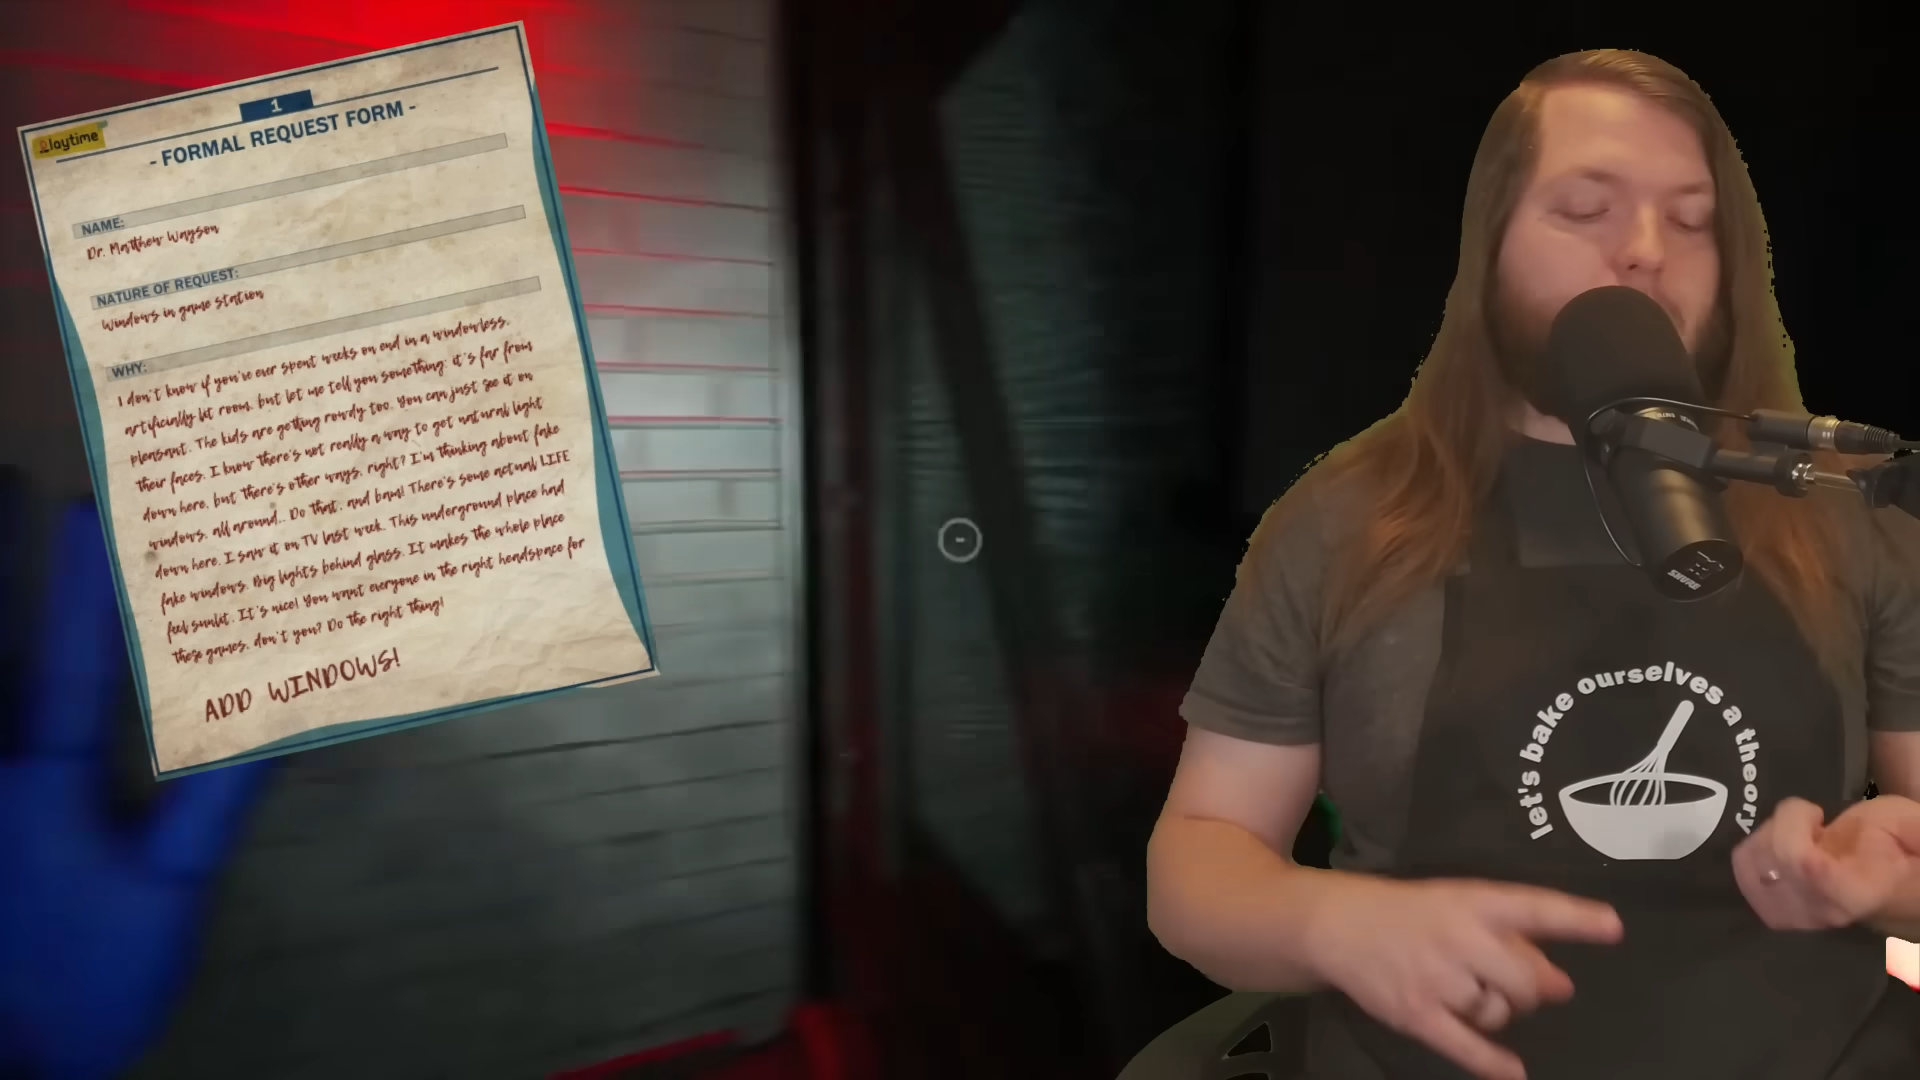 Playtime
1
- FORMAL REQUEST FORM -
NAME:
Dr. Matthew Wayson
NATURE OF REQUEST:
Windows in game station
WHY:
I don't know if you've ever spent weeks on end in a windowless,
artificially lit room, but let me tell you something: it's far from
pleasant. The kids are getting rowdy too. You can just see it on
their faces. I know there's not really a way to get natural light
down here, but there's other ways, right? I'm thinking about fake
windows, all around.. Do that, and bam! There's some actual LIFE
down here. I saw it on TV last week. This underground place had
fake windows. Big lights behind glass. It makes the whole place
feel sunlit. It's nice! You want everyone in the right headspace for
these games, don't you? Do the right thing!
ADD WINDOWS!
SHURE
let's bake ourselves a theory